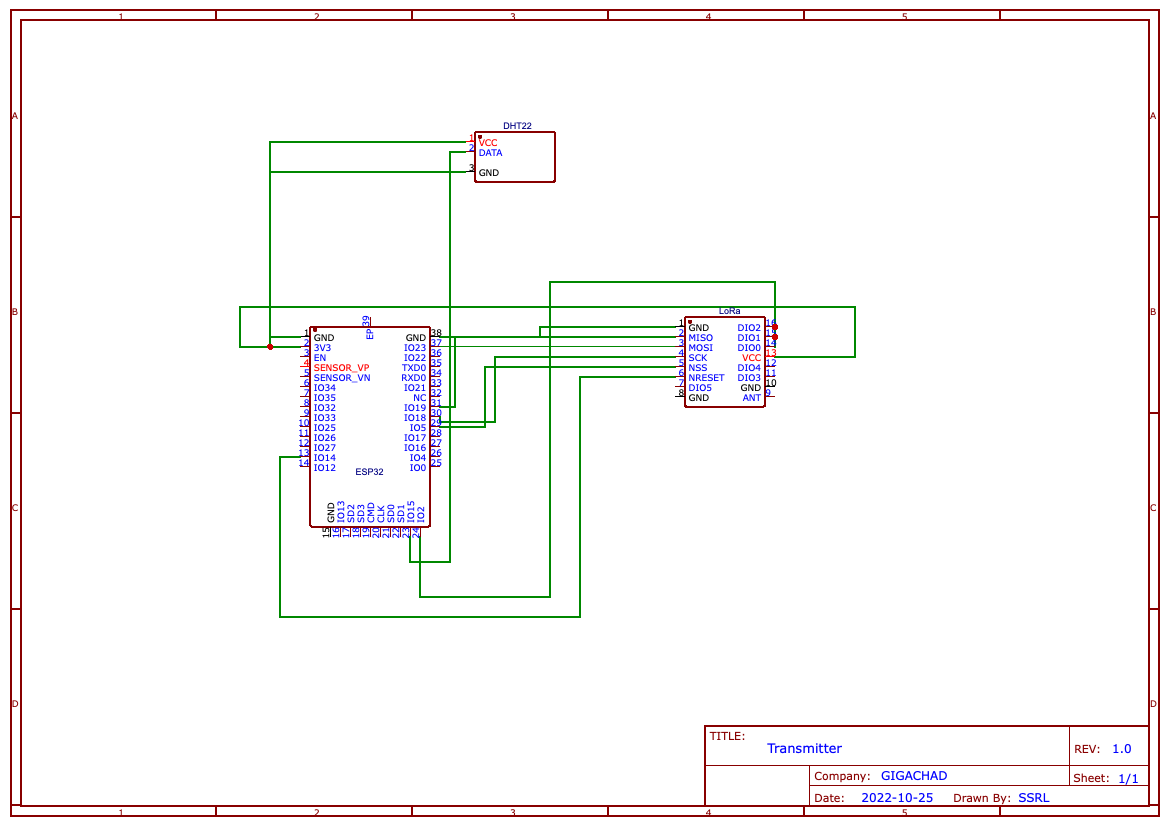 1 2 3 4 5
A A
DHT22
1 VCC
2 DATA
3 GND
B B
LoRa
1 GND DIO2 16
2 MISO DIO1 15
3 MOSI DIO0 14
4 SCK VCC 13
5 NSS DIO4 12
6 NRESET DIO3 11
7 DIO5 GND 10
8 GND ANT 9
EP 39
1 GND GND 38
2 3V3 IO23 37
3 EN IO22 36
4 SENSOR_VP TXD0 35
5 SENSOR_VN RXD0 34
6 IO34 IO21 33
7 IO35 NC 32
8 IO32 IO19 31
9 IO33 IO18 30
10 IO25 IO5 29
11 IO26 IO17 28
12 IO27 IO16 27
13 IO14 IO4 26
14 IO12 IO0 25
ESP32
GND IO13 SD2 SD3 CMD CLK SD0 SD1 IO15 IO2
15 16 17 18 19 20 21 22 23 24
C C
D D
TITLE:
Transmitter
REV: 1.0
Company: GIGACHAD
Sheet: 1/1
Date: 2022-10-25 Drawn By: SSRL
1 2 3 4 5